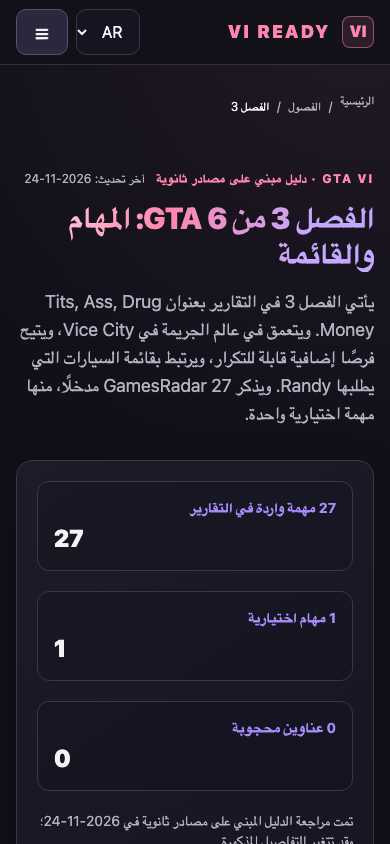 VI VI READY
AR
الرئيسية / الفصول / الفصل 3
GTA VI • دليل مبني على مصادر ثانوية آخر تحديث: 2026-11-24
الفصل 3 من GTA 6: المهام
والقائمة
يأتي الفصل 3 في التقارير بعنوان Tits, Ass, Drug
Money. ويتعمق في عالم الجريمة في Vice City، ويتيح
فرصًا إضافية قابلة للتكرار، ويرتبط بقائمة السيارات التي
يطلبها Randy. ويذكر GamesRadar 27 مدخلًا، منها
مهمة اختيارية واحدة.
27 مهمة واردة في التقارير
27
1 مهام اختيارية
1
0 عناوين محجوبة
0
تمت مراجعة الدليل المبني على مصادر ثانوية في 2026-11-24؛
وقد تتغير التفاصيل المذكورة